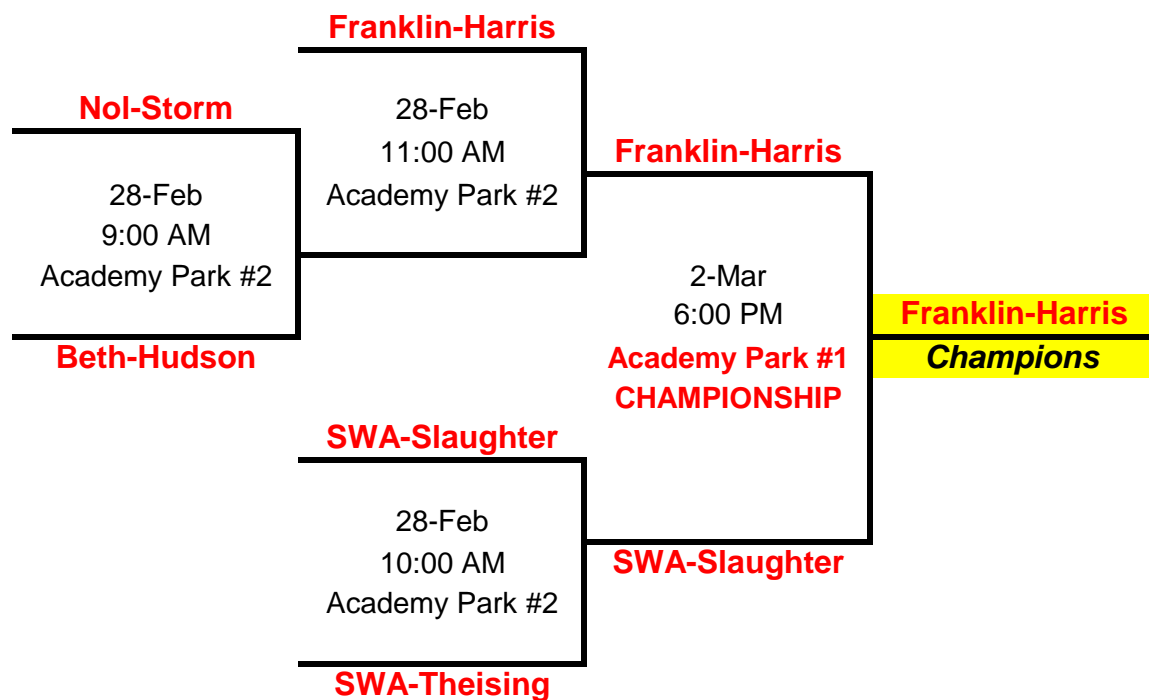 Franklin-Harris
Nol-Storm
28-Feb
11:00 AM
Academy Park #2
Franklin-Harris
28-Feb
9:00 AM
Academy Park #2
Beth-Hudson
2-Mar
6:00 PM
Academy Park #1
CHAMPIONSHIP
Franklin-Harris
Champions
SWA-Slaughter
28-Feb
10:00 AM
Academy Park #2
SWA-Slaughter
SWA-Theising